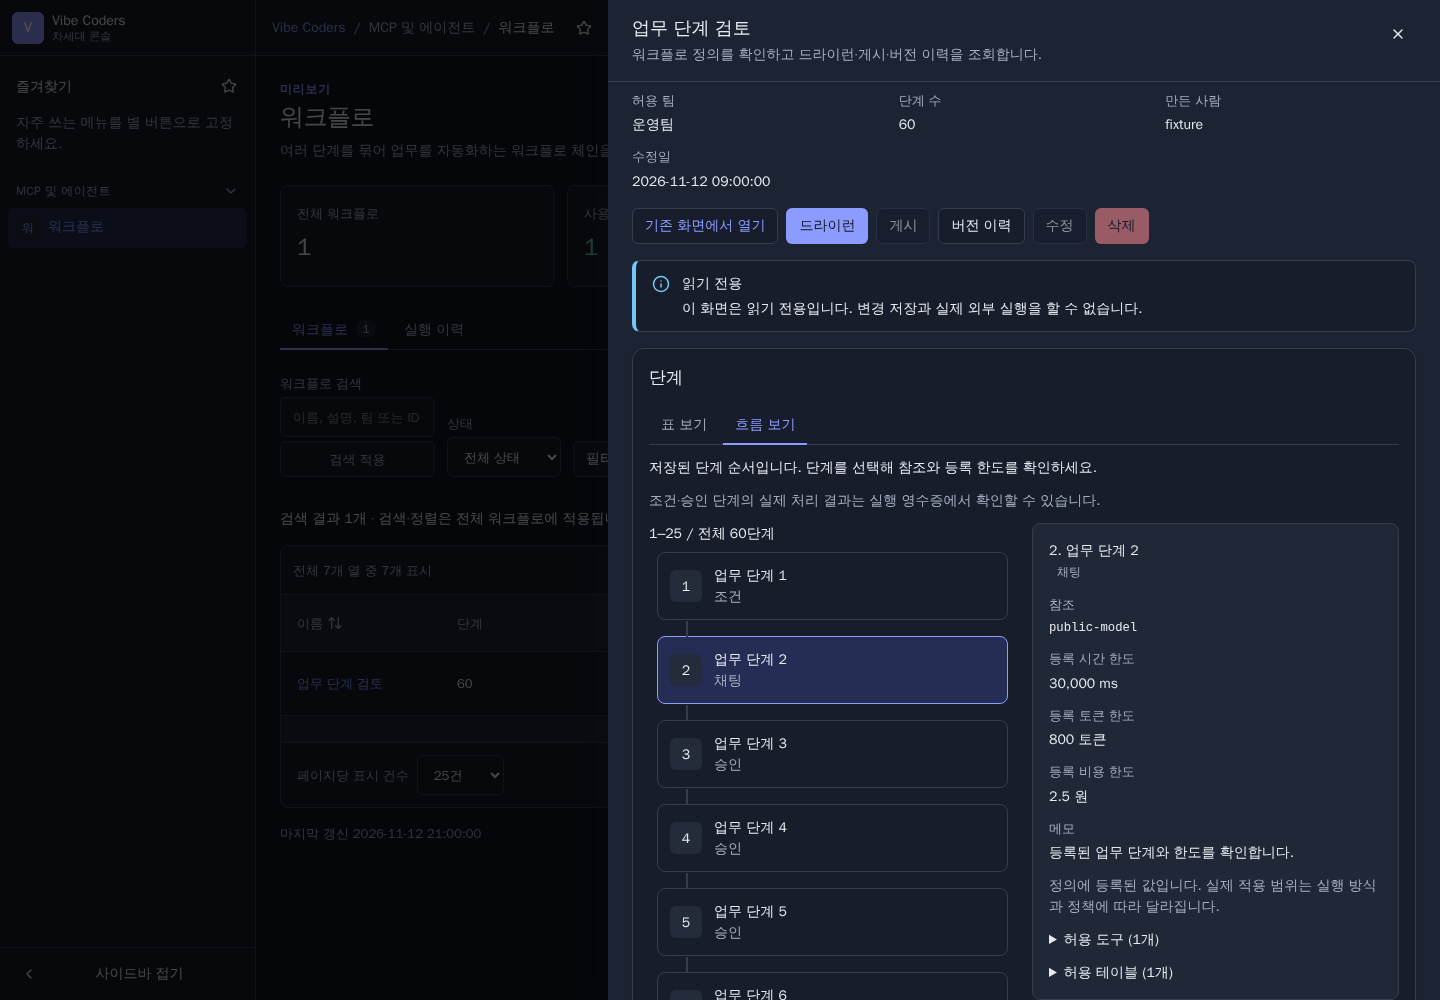 V
Vibe Coders
차세대 콘솔
즐겨찾기
자주 쓰는 메뉴를 별 버튼으로 고정
하세요.
MCP 및 에이전트
워 워크플로
사이드바 접기
Vibe Coders / MCP 및 에이전트 / 워크플로
미리보기
워크플로
여러 단계를 묶어 업무를 자동화하는 워크플로 체인을
전체 워크플로
1
사용
1
워크플로 1 실행 이력
워크플로 검색
이름, 설명, 팀 또는 ID
검색 적용
상태
전체 상태
필터
검색 결과 1개 · 검색·정렬은 전체 워크플로에 적용됩니
전체 7개 열 중 7개 표시
이름 단계
업무 단계 검토 60
페이지당 표시 건수 25건
마지막 갱신 2026-11-12 21:00:00
업무 단계 검토
워크플로 정의를 확인하고 드라이런·게시·버전 이력을 조회합니다.
허용 팀
운영팀
단계 수
60
만든 사람
fixture
수정일
2026-11-12 09:00:00
기존 화면에서 열기 드라이런 게시 버전 이력 수정 삭제
읽기 전용
이 화면은 읽기 전용입니다. 변경 저장과 실제 외부 실행을 할 수 없습니다.
단계
표 보기 흐름 보기
저장된 단계 순서입니다. 단계를 선택해 참조와 등록 한도를 확인하세요.
조건·승인 단계의 실제 처리 결과는 실행 영수증에서 확인할 수 있습니다.
1–25 / 전체 60단계
1
업무 단계 1
조건
2
업무 단계 2
채팅
3
업무 단계 3
승인
4
업무 단계 4
승인
5
업무 단계 5
승인
업무 단계 6
2. 업무 단계 2
채팅
참조
public-model
등록 시간 한도
30,000 ms
등록 토큰 한도
800 토큰
등록 비용 한도
2.5 원
메모
등록된 업무 단계와 한도를 확인합니다.
정의에 등록된 값입니다. 실제 적용 범위는 실행 방식
과 정책에 따라 달라집니다.
▶ 허용 도구 (1개)
▶ 허용 테이블 (1개)